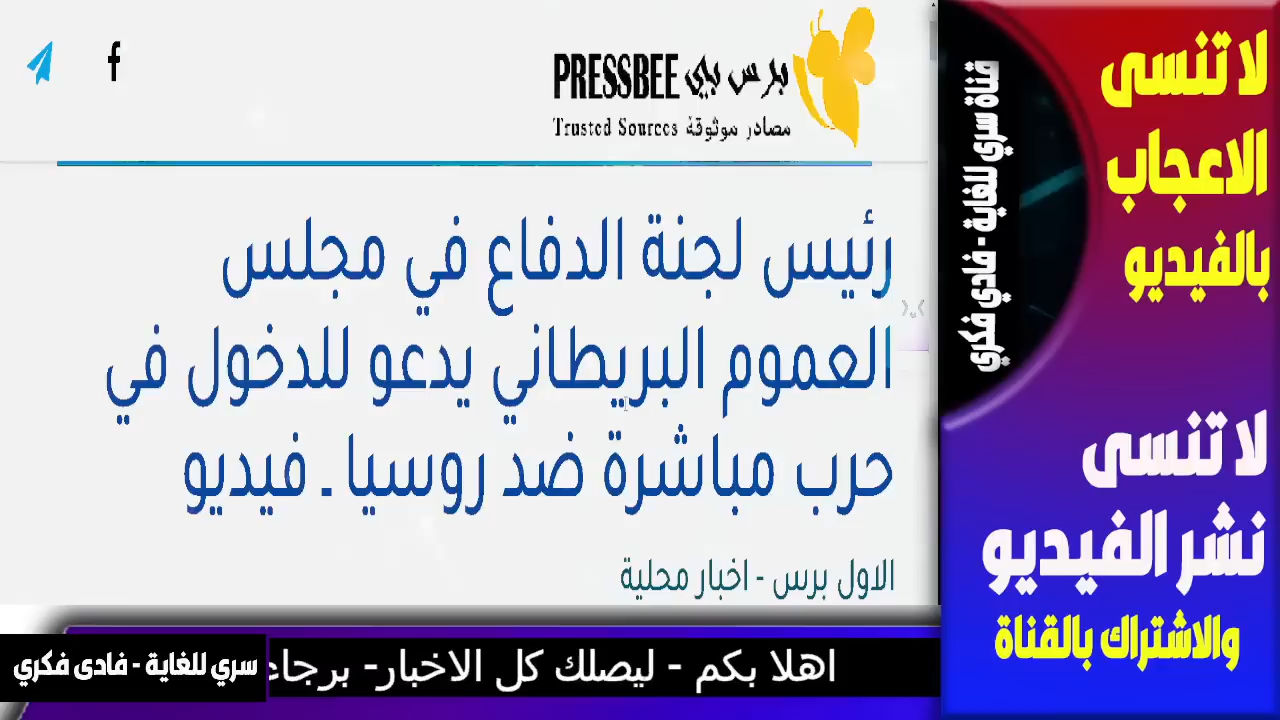 PRESSBEE برس بي
Trusted Sources مصادر موثوقة
رئيس لجنة الدفاع في مجلس
العموم البريطاني يدعو للدخول في
حرب مباشرة ضد روسيا ـ فيديو
الاول برس - اخبار محلية
قناة سري للغاية - فادي فكري
لا تنسى
الاعجاب
بالفيديو
لا تنسى
نشر الفيديو
والاشتراك بالقناة
اهلا بكم - ليصلك كل الاخبار- برجاء
سري للغاية - فادى فكري